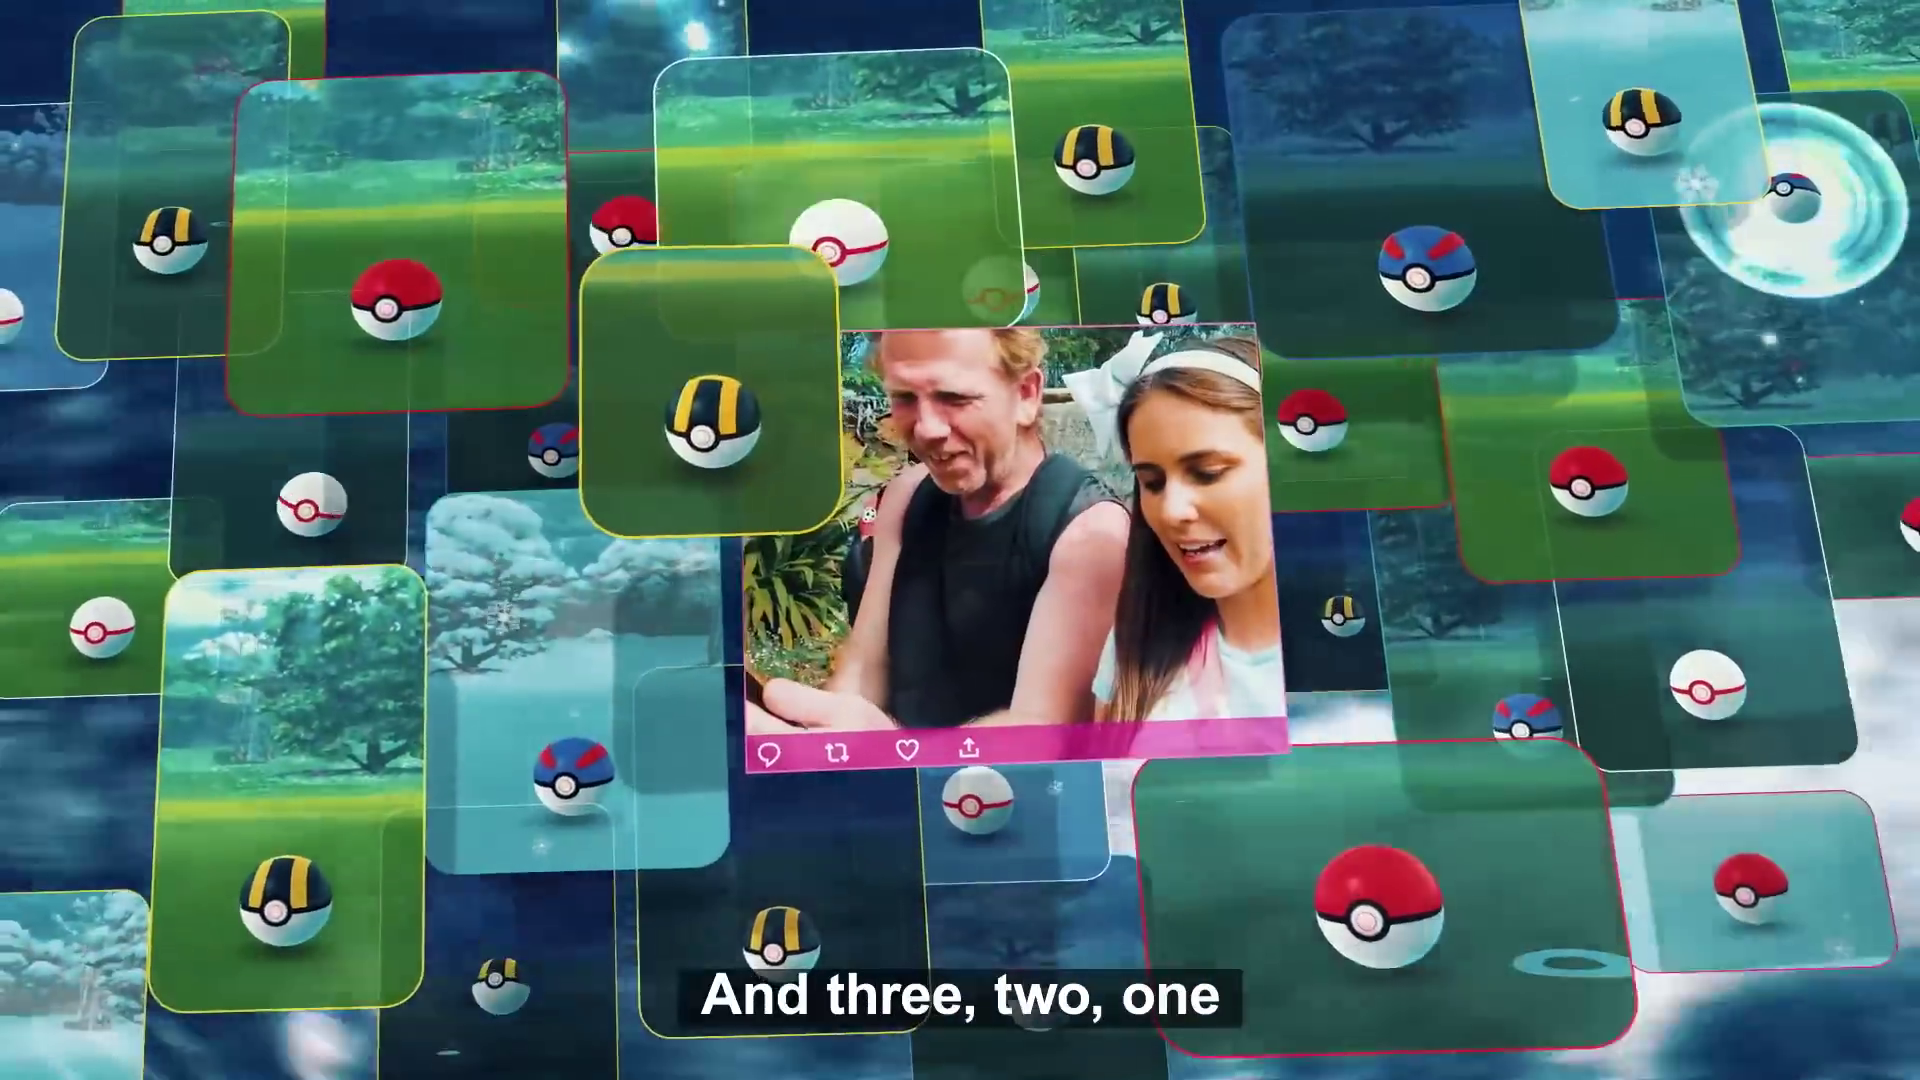 And three, two, one